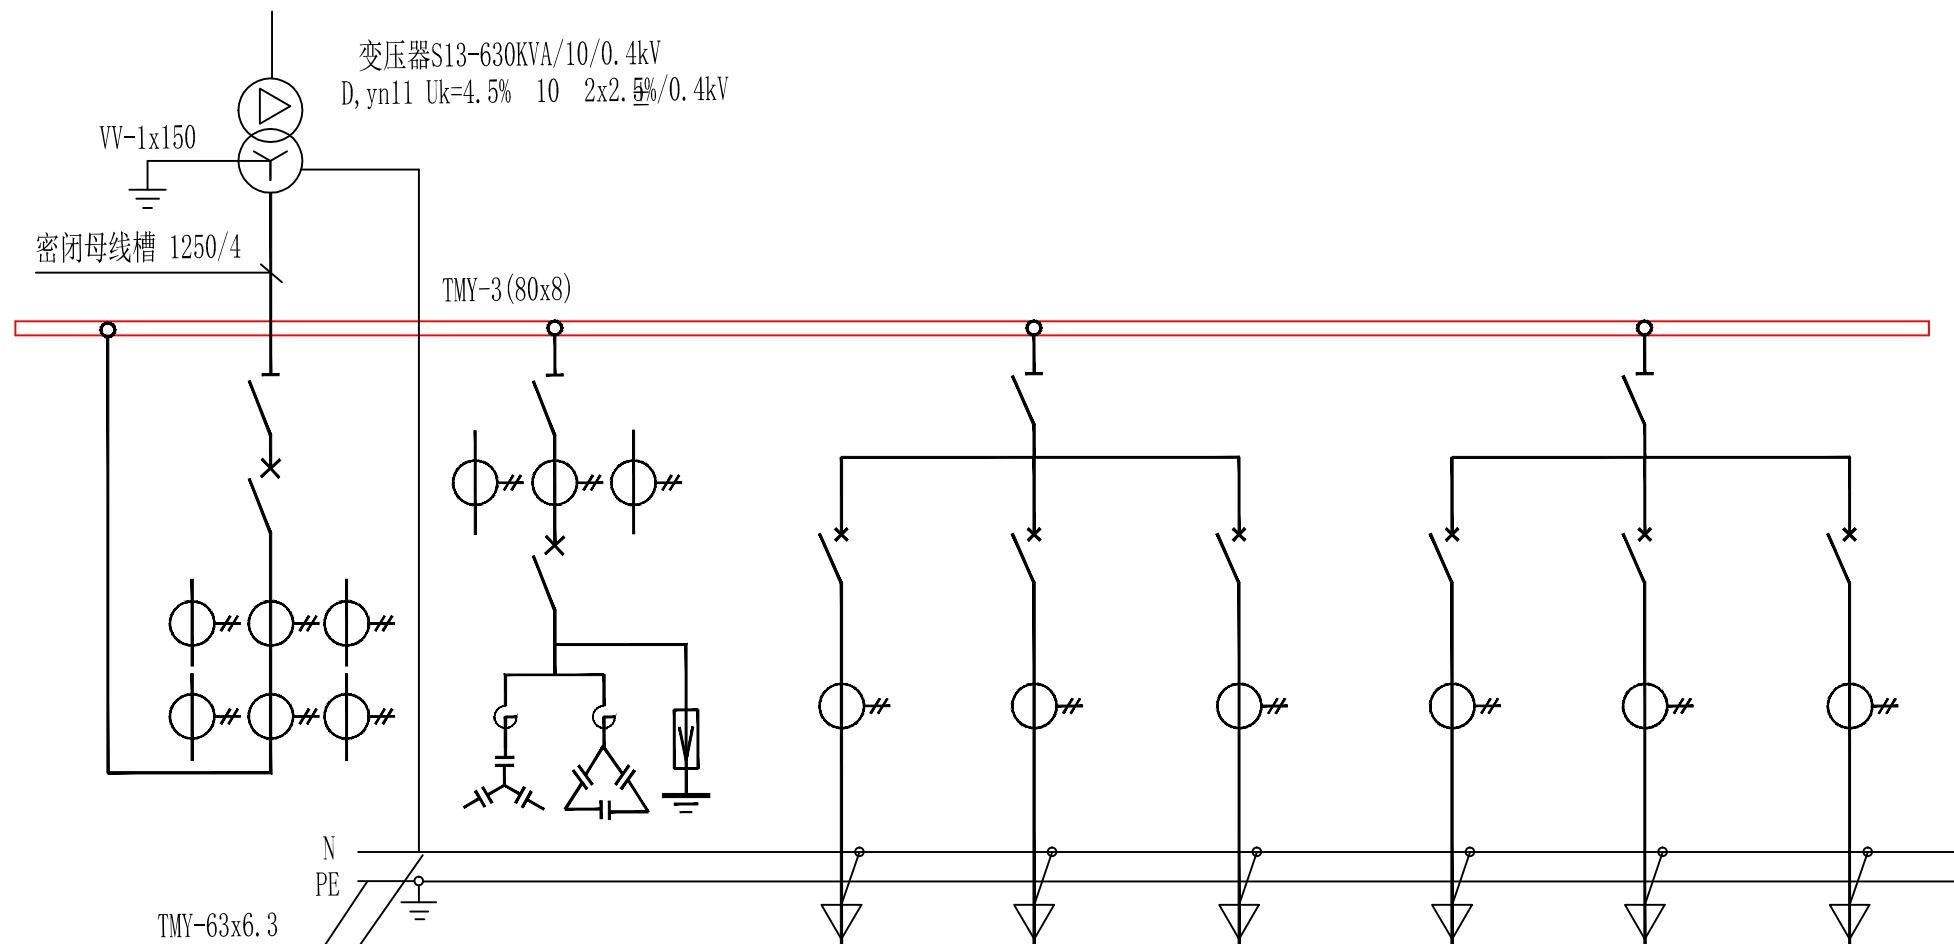 变压器S13-630KVA/10/0.4kV
D,yn11 Uk=4.5% 10 2x2.5%/0.4kV
VV-1x150
密闭母线槽 1250/4
TMY-3(80x8)
N
PE
TMY-63x6.3